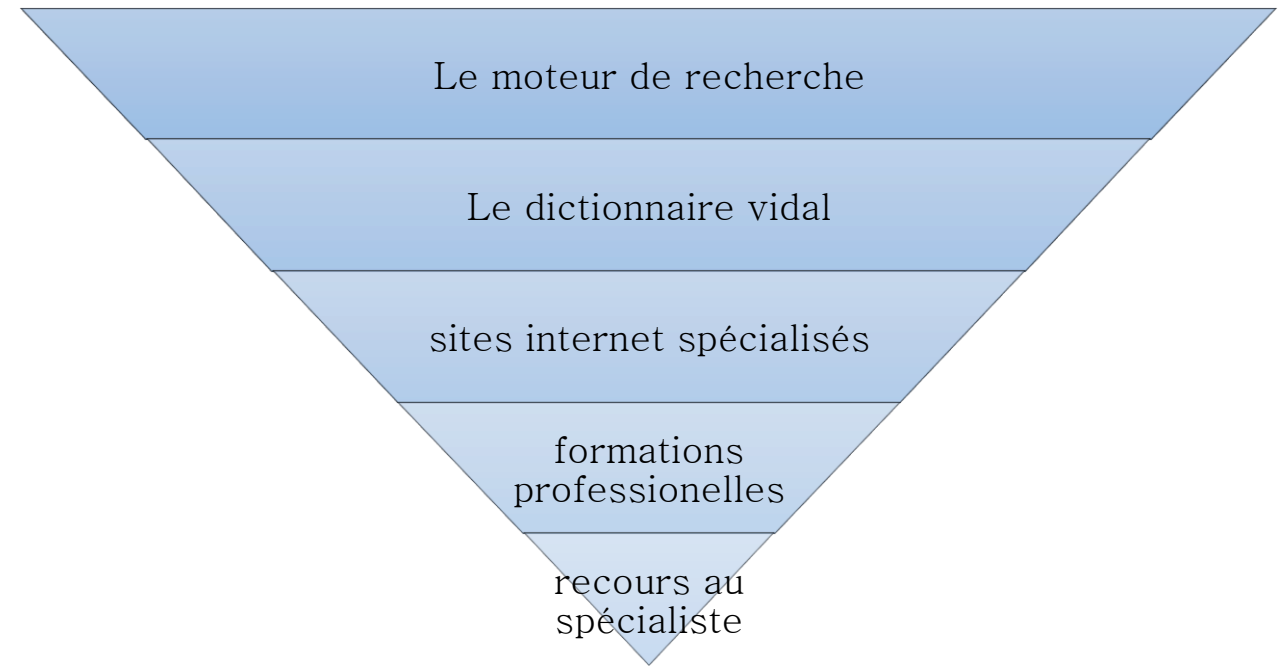 Le moteur de recherche
Le dictionnaire vidal
sites internet spécialisés
formations
professionelles
recours au
spécialiste